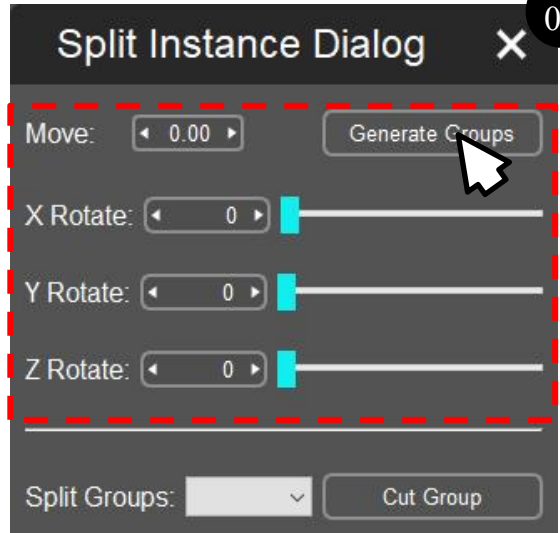 0
Split Instance Dialog
Move: 0.00 Generate Groups
X Rotate: 0
Y Rotate: 0
Z Rotate: 0
Split Groups: Cut Group